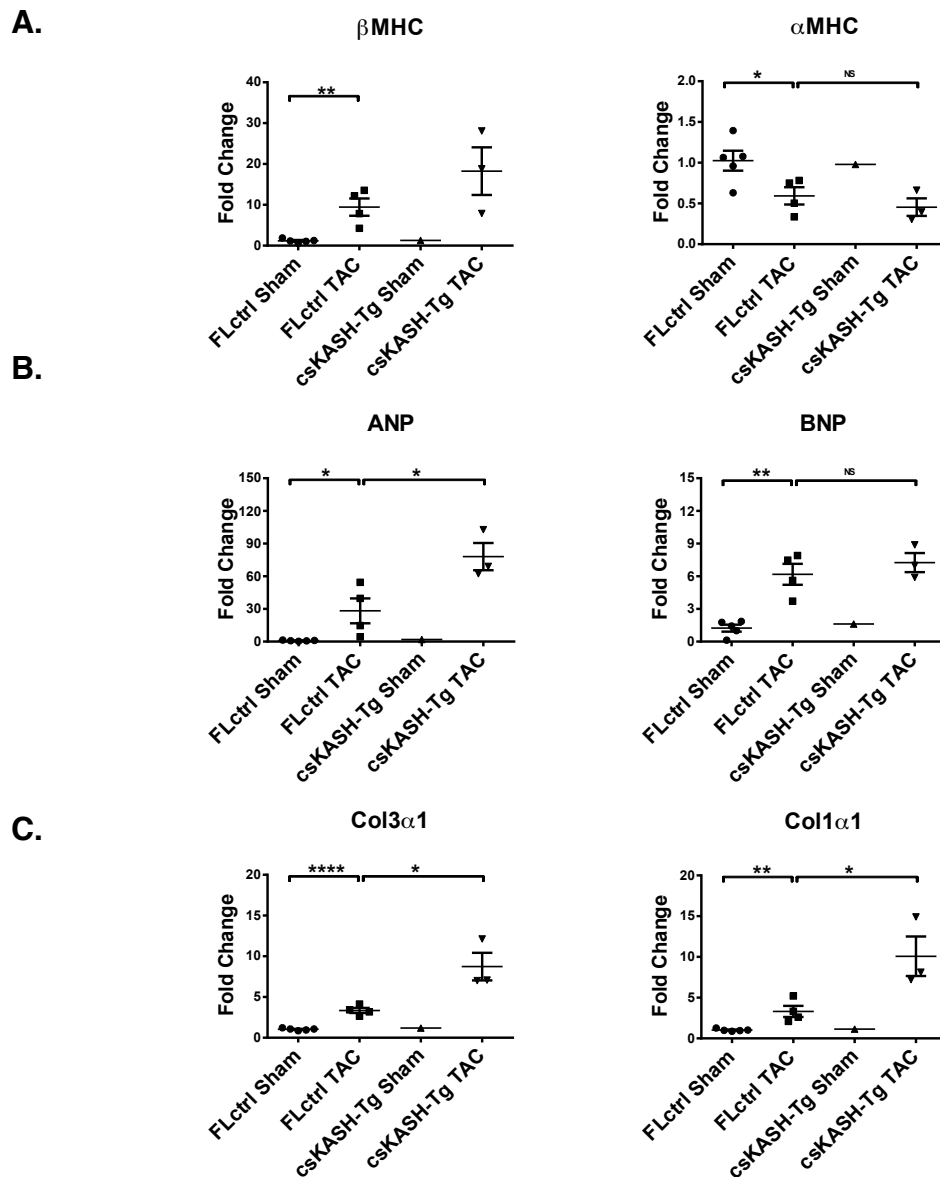 A.
βMHC
αMHC
Fold Change
40
30
20
10
0
**
FLctrl Sham
FLctrl TAC
csKASH-Tg Sham
csKASH-Tg TAC
Fold Change
2.0
1.5
1.0
0.5
0.0
*
NS
FLctrl Sham
FLctrl TAC
csKASH-Tg Sham
csKASH-Tg TAC
B.
ANP
BNP
Fold Change
150
120
90
60
30
0
*
*
FLctrl Sham
FLctrl TAC
csKASH-Tg Sham
csKASH-Tg TAC
Fold Change
15
12
9
6
3
0
**
NS
FLctrl Sham
FLctrl TAC
csKASH-Tg Sham
csKASH-Tg TAC
C.
Col3α1
Col1α1
Fold Change
20
15
10
5
0
****
*
FLctrl Sham
FLctrl TAC
csKASH-Tg Sham
csKASH-Tg TAC
Fold Change
20
15
10
5
0
**
*
FLctrl Sham
FLctrl TAC
csKASH-Tg Sham
csKASH-Tg TAC